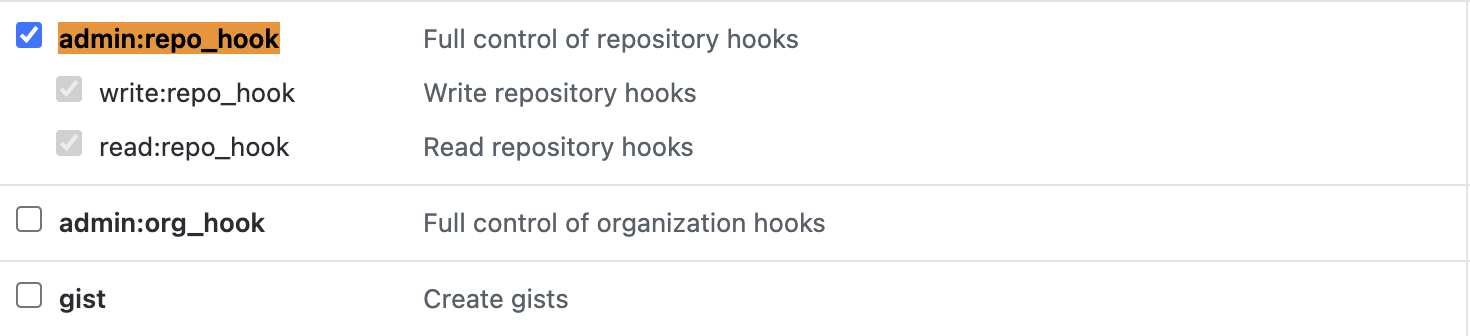 admin:repo_hook Full control of repository hooks
write:repo_hook Write repository hooks
read:repo_hook Read repository hooks
admin:org_hook Full control of organization hooks
gist Create gists